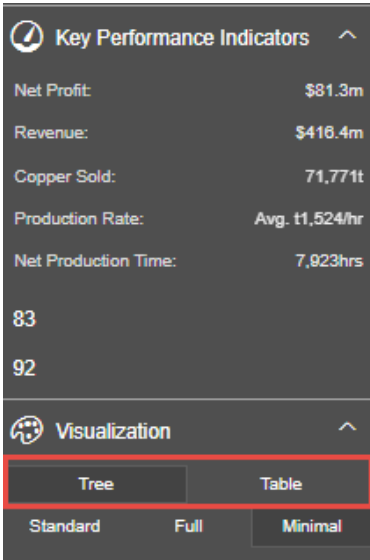 Key Performance Indicators
Net Profit: $81.3m
Revenue: $416.4m
Copper Sold: 71,771t
Production Rate: Avg. t1,524/hr
Net Production Time: 7,923hrs
83
92
Visualization
Tree Table
Standard Full Minimal